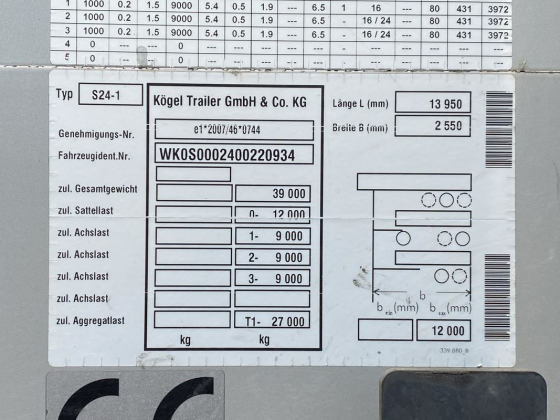 1 1000 0.2 1.5 9000 5.4 0.5 1.9 --- 6.5 1 16 --- 80 431 3972
2 1000 0.2 1.5 9000 5.4 0.5 1.9 --- 6.5 - 16 / 24 --- 80 431 3972
3 1000 0.2 1.5 9000 5.4 0.5 1.9 --- 6.5 - 16 / 24 --- 80 431 3972
4 0 --- --- 0 --- --- --- --- --- --- --- --- --- ---
5 0 --- --- 0 --- --- --- --- --- --- --- --- --- ---
Typ S24-1
Kögel Trailer GmbH & Co. KG
Länge L (mm) 13 950
Breite B (mm) 2 550
Genehmigungs-Nr. e1*2007/46*0744
Fahrzeugident.Nr. WK0S0002400220934
zul. Gesamtgewicht 39 000
zul. Sattellast 0- 12 000
zul. Achslast 1- 9 000
zul. Achslast 2- 9 000
zul. Achslast 3- 9 000
zul. Achslast
zul. Aggregatlast T1- 27 000
kg kg
b
b min (mm) b max (mm)
12 000
CE